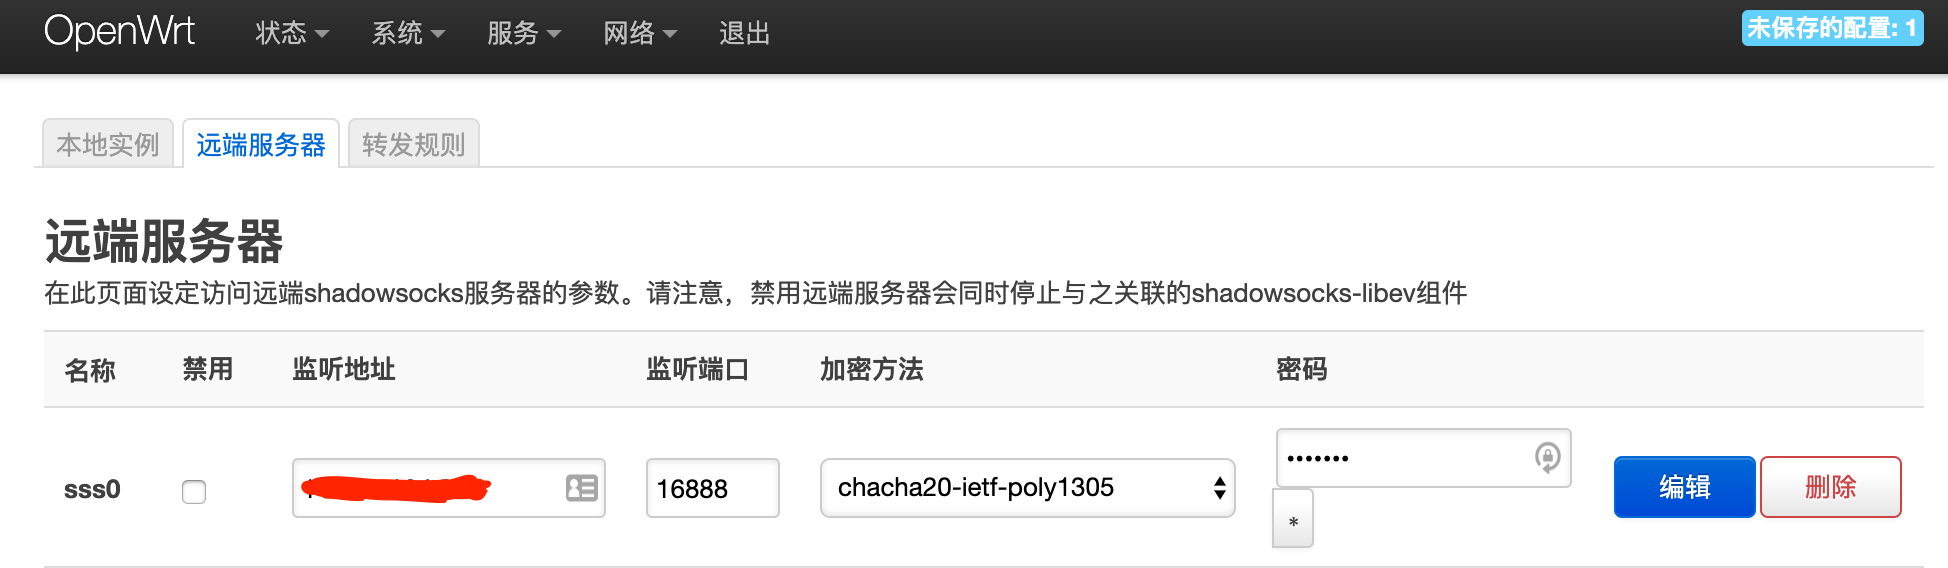 OpenWrt 状态 系统 服务 网络 退出 未保存的配置: 1
本地实例 远端服务器 转发规则
远端服务器
在此页面设定访问远端shadowsocks服务器的参数。请注意，禁用远端服务器会同时停止与之关联的shadowsocks-libev组件
名称 禁用 监听地址 监听端口 加密方法 密码
sss0 16888 chacha20-ietf-poly1305 ••••••• 编辑 删除
*